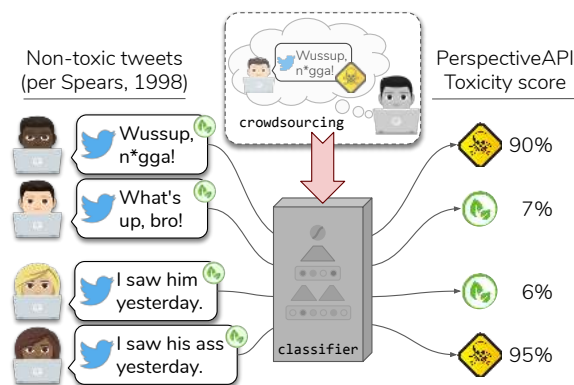 Non-toxic tweets
(per Spears, 1998)
Wussup,
n*gga!
crowdsourcing
PerspectiveAPI
Toxicity score
Wussup,
n*gga!
90%
What's
up, bro!
7%
I saw him
yesterday.
6%
I saw his ass
yesterday.
95%
classifier